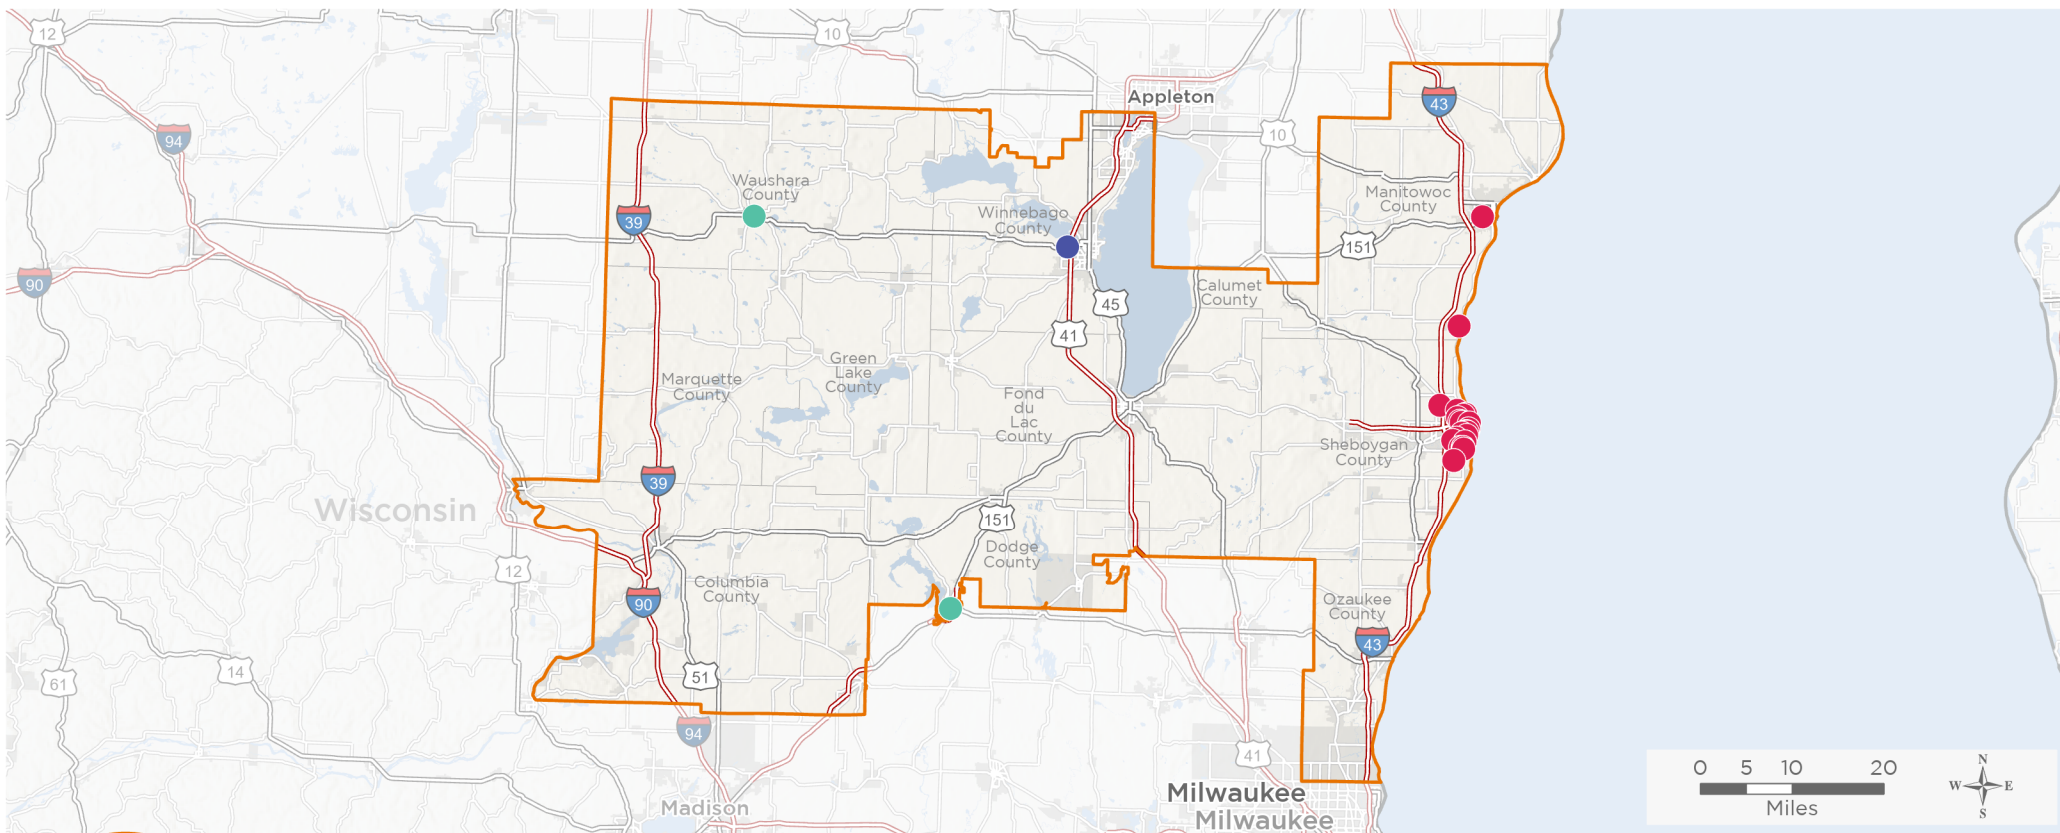 12
10
Appleton
43
94
10
Waushara
County
Manitowoc
County
39
Winnebago
County
151
90
Calumet
County
45
41
Green
Lake
County
Marquette
County
Fond
du
Lac
County
Sheboygan
County
39
Wisconsin
151
Dodge
County
12
Columbia
County
90
Ozaukee
County
43
14
51
61
94
41
0 5 10 20
Miles
N
W E
S
Milwaukee
Madison
Milwaukee